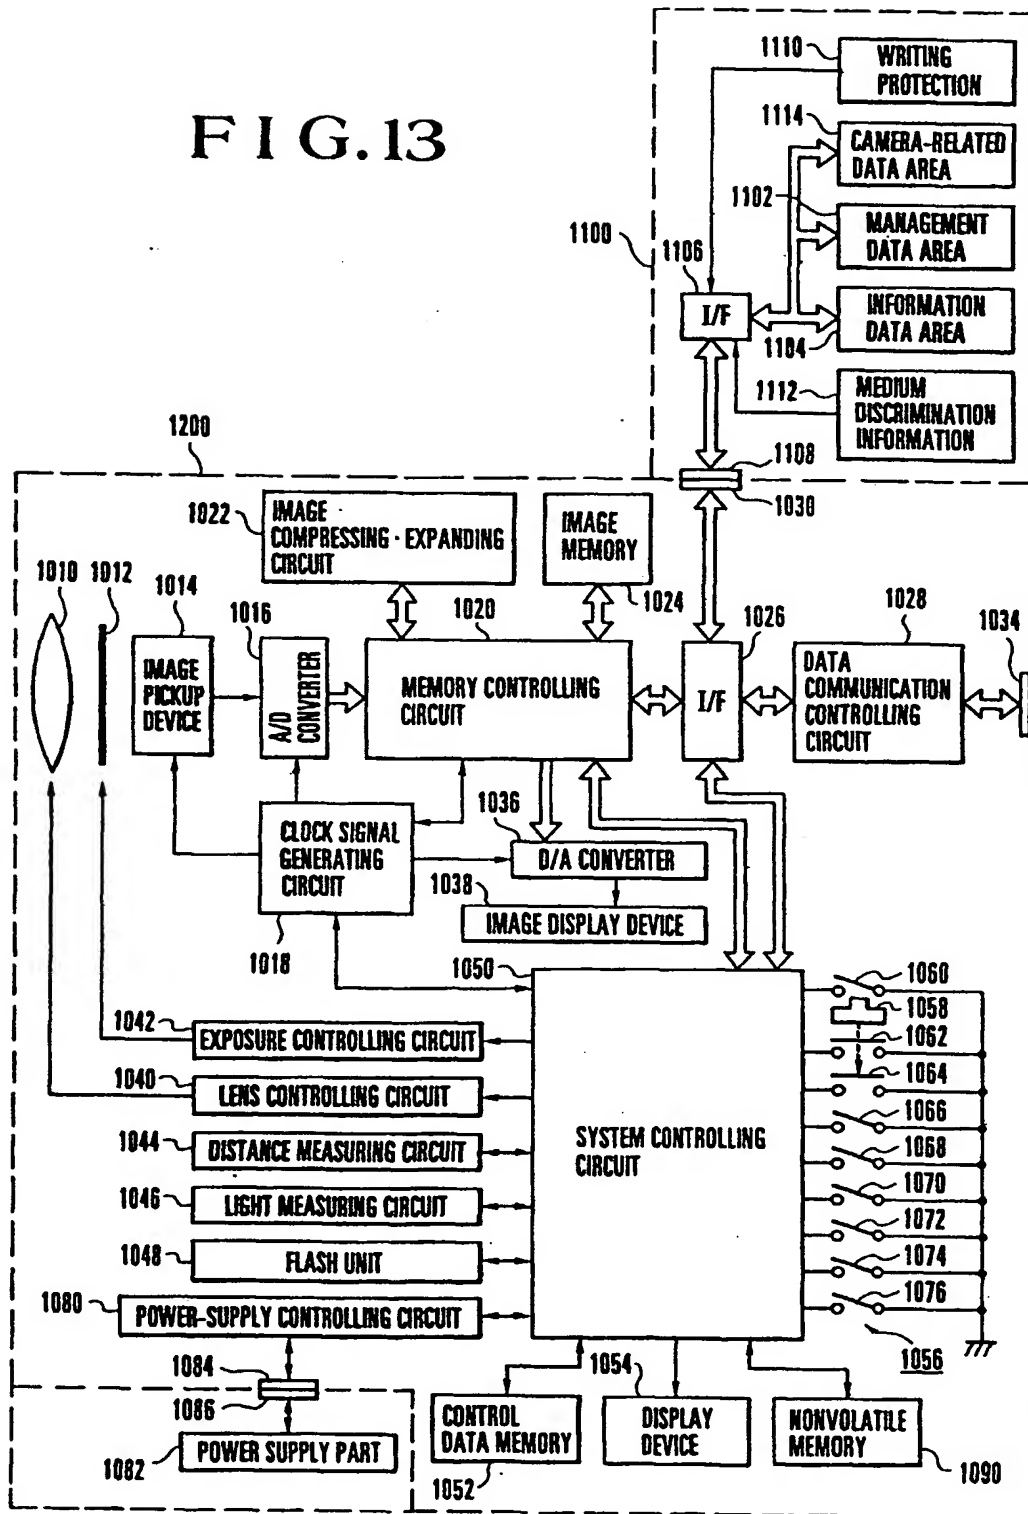 FIG.13
1110
WRITING
PROTECTION
1114
CAMERA-RELATED
DATA AREA
1102
MANAGEMENT
DATA AREA
1100
1106
I/F
INFORMATION
DATA AREA
1104
1112
MEDIUM
DISCRIMINATION
INFORMATION
1200
1108
1030
1022
IMAGE
COMPRESSING · EXPANDING
CIRCUIT
IMAGE
MEMORY
1024
1010
1012
1014
IMAGE
PICKUP
DEVICE
1016
A/D
CONVERTER
1020
MEMORY CONTROLLING
CIRCUIT
1026
I/F
1028
DATA
COMMUNICATION
CONTROLLING
CIRCUIT
1034
CLOCK SIGNAL
GENERATING
CIRCUIT
1018
1036
D/A CONVERTER
1038
IMAGE DISPLAY DEVICE
1050
SYSTEM CONTROLLING
CIRCUIT
1042
EXPOSURE CONTROLLING CIRCUIT
1040
LENS CONTROLLING CIRCUIT
1044
DISTANCE MEASURING CIRCUIT
1046
LIGHT MEASURING CIRCUIT
1048
FLASH UNIT
1080
POWER-SUPPLY CONTROLLING CIRCUIT
1084
1086
1082
POWER SUPPLY PART
1060
1058
1062
1064
1066
1068
1070
1072
1074
1076
1056
CONTROL
DATA MEMORY
1052
1054
DISPLAY
DEVICE
NONVOLATILE
MEMORY
1090